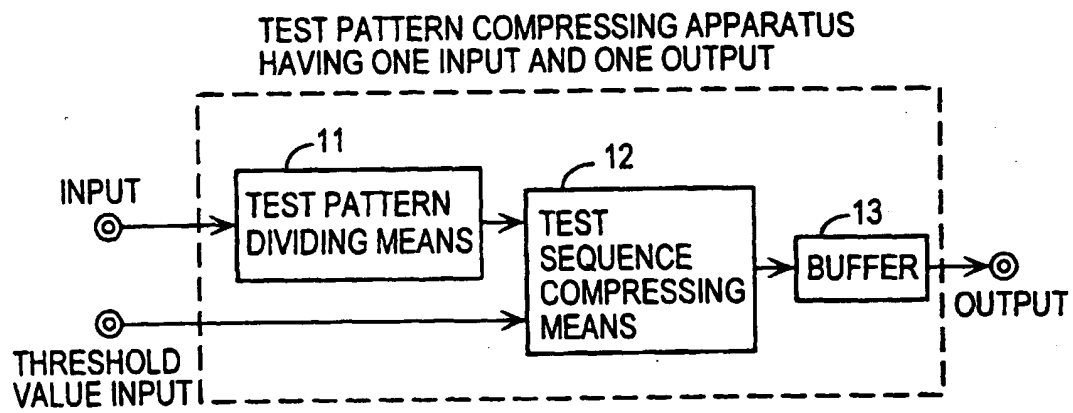 TEST PATTERN COMPRESSING APPARATUS
HAVING ONE INPUT AND ONE OUTPUT
11
12
13
INPUT
TEST PATTERN
DIVIDING MEANS
TEST
SEQUENCE
COMPRESSING
MEANS
BUFFER
OUTPUT
THRESHOLD
VALUE INPUT